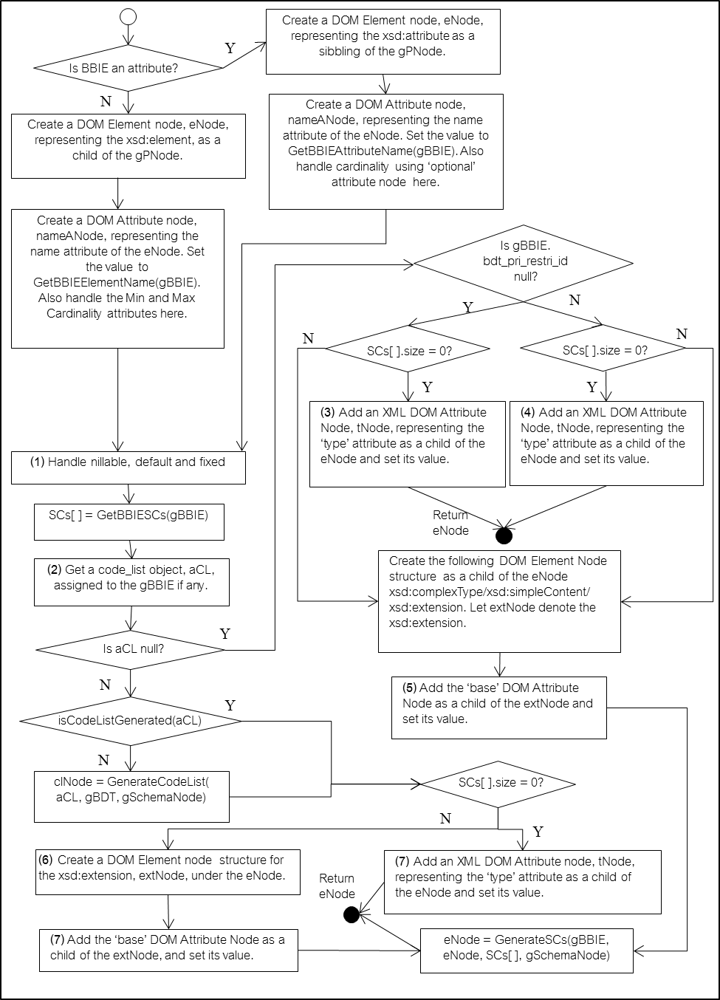 Is BBIE an attribute?
Y
N
Create a DOM Element node, eNode,
representing the xsd:attribute as a
sibbling of the gPNode.
Create a DOM Element node, eNode,
representing the xsd:element, as a
child of the gPNode.
Create a DOM Attribute node,
nameANode, representing the name
attribute of the eNode. Set the value to
GetBBIEAttributeName(gBBIE). Also
handle cardinality using ‘optional’
attribute node here.
Create a DOM Attribute node,
nameANode, representing the
name attribute of the eNode. Set
the value to
GetBBIEElementName(gBBIE).
Also handle the Min and Max
Cardinality attributes here.
Is gBBIE.
bdt_pri_restri_id
null?
Y
N
N
SCs[ ].size = 0?
Y
SCs[ ].size = 0?
N
Y
(3) Add an XML DOM Attribute
Node, tNode, representing the
‘type’ attribute as a child of the
eNode and set its value.
(4) Add an XML DOM Attribute
Node, tNode, representing the
‘type’ attribute as a child of the
eNode and set its value.
(1) Handle nillable, default and fixed
SCs[ ] = GetBBIESCs(gBBIE)
Return
eNode
(2) Get a code_list object, aCL,
assigned to the gBBIE if any.
Create the following DOM Element Node
structure as a child of the eNode
xsd:complexType/xsd:simpleContent/
xsd:extension. Let extNode denote the
xsd:extension.
Is aCL null?
Y
N
(5) Add the ‘base’ DOM Attribute
Node as a child of the extNode and
set its value.
isCodeListGenerated(aCL)
Y
N
clNode = GenerateCodeList(
aCL, gBDT, gSchemaNode)
SCs[ ].size = 0?
N
Y
(6) Create a DOM Element node structure for
the xsd:extension, extNode, under the eNode.
(7) Add an XML DOM Attribute node, tNode,
representing the ‘type’ attribute as a child of
the eNode and set its value.
Return
eNode
(7) Add the ‘base’ DOM Attribute Node as a
child of the extNode, and set its value.
eNode = GenerateSCs(gBBIE,
eNode, SCs[ ], gSchemaNode)